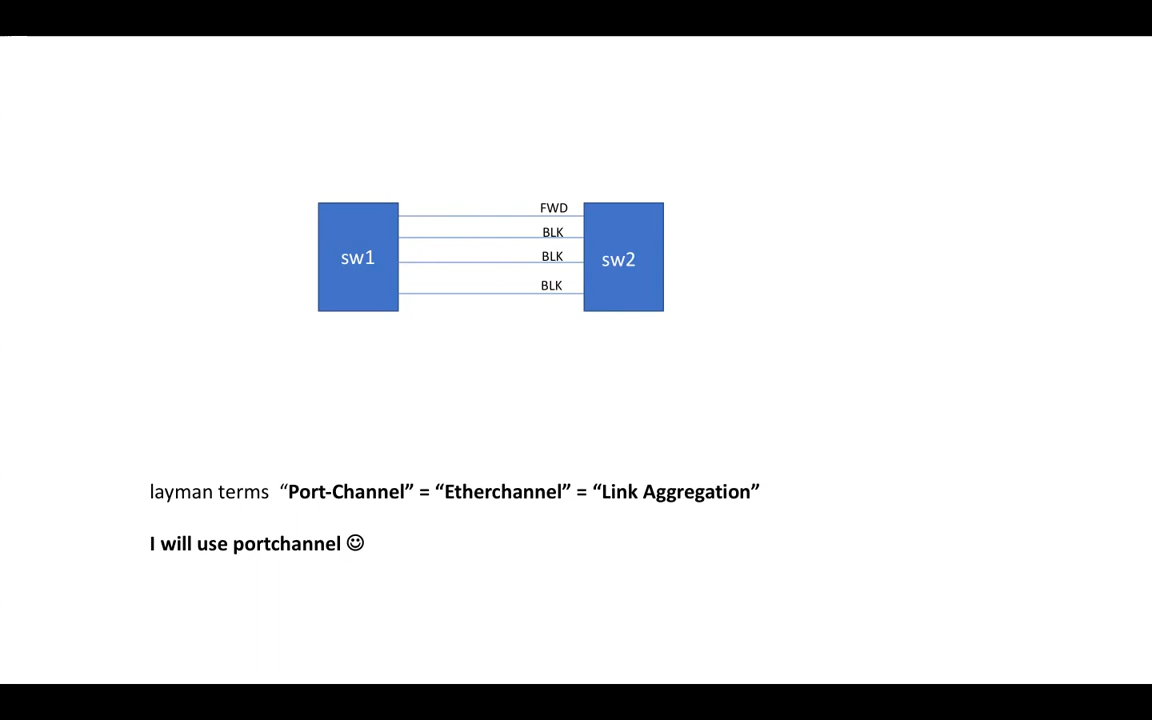 FWD
BLK
sw1
BLK
sw2
BLK
layman terms “Port-Channel” = “Etherchannel” = “Link Aggregation”
I will use portchannel ☺